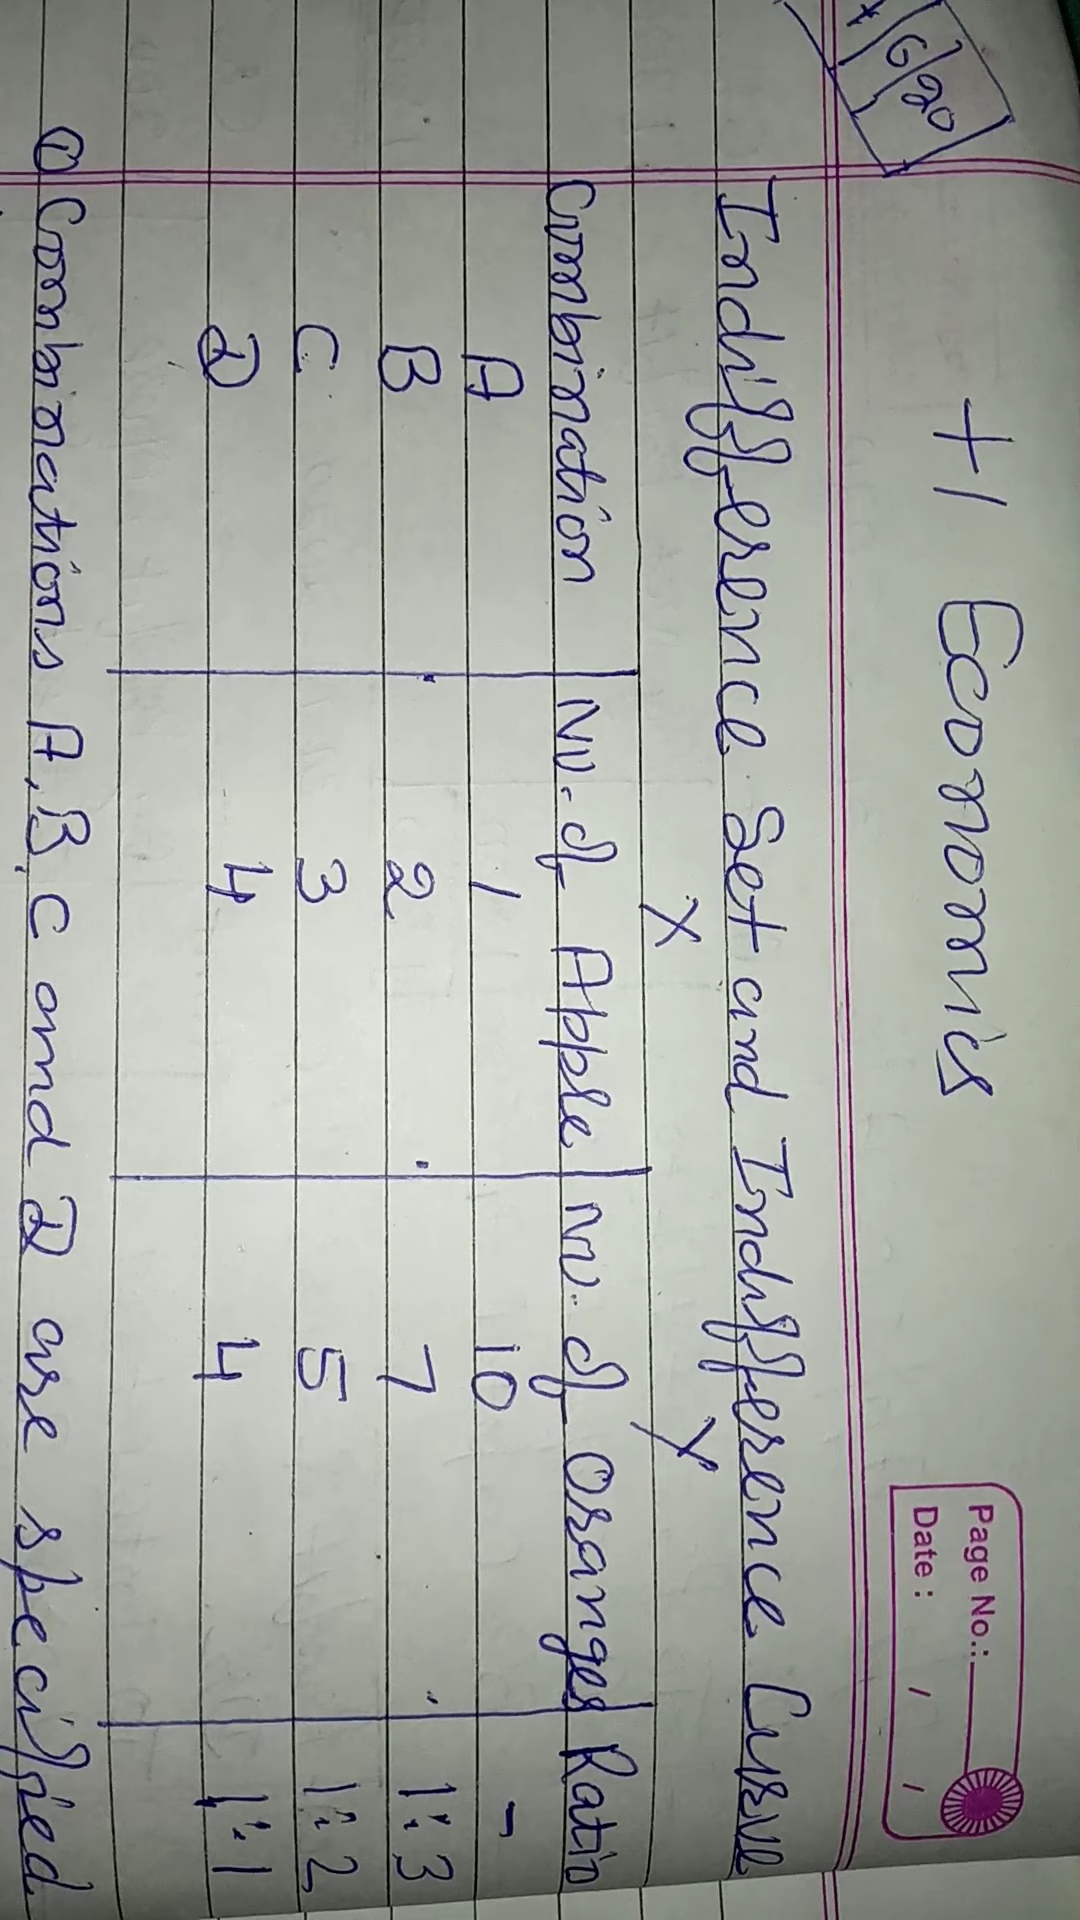 6/20
+1 Economics
Page No.:
Date : / /
Indifference Set and Indifference Curve
X Y
Combination No. of Apple No. of Oranges Ratio
A 1 10 -
B 2 7 1:3
C 3 5 1:2
D 4 4 1:1
① Combinations A, B, C and D are specified